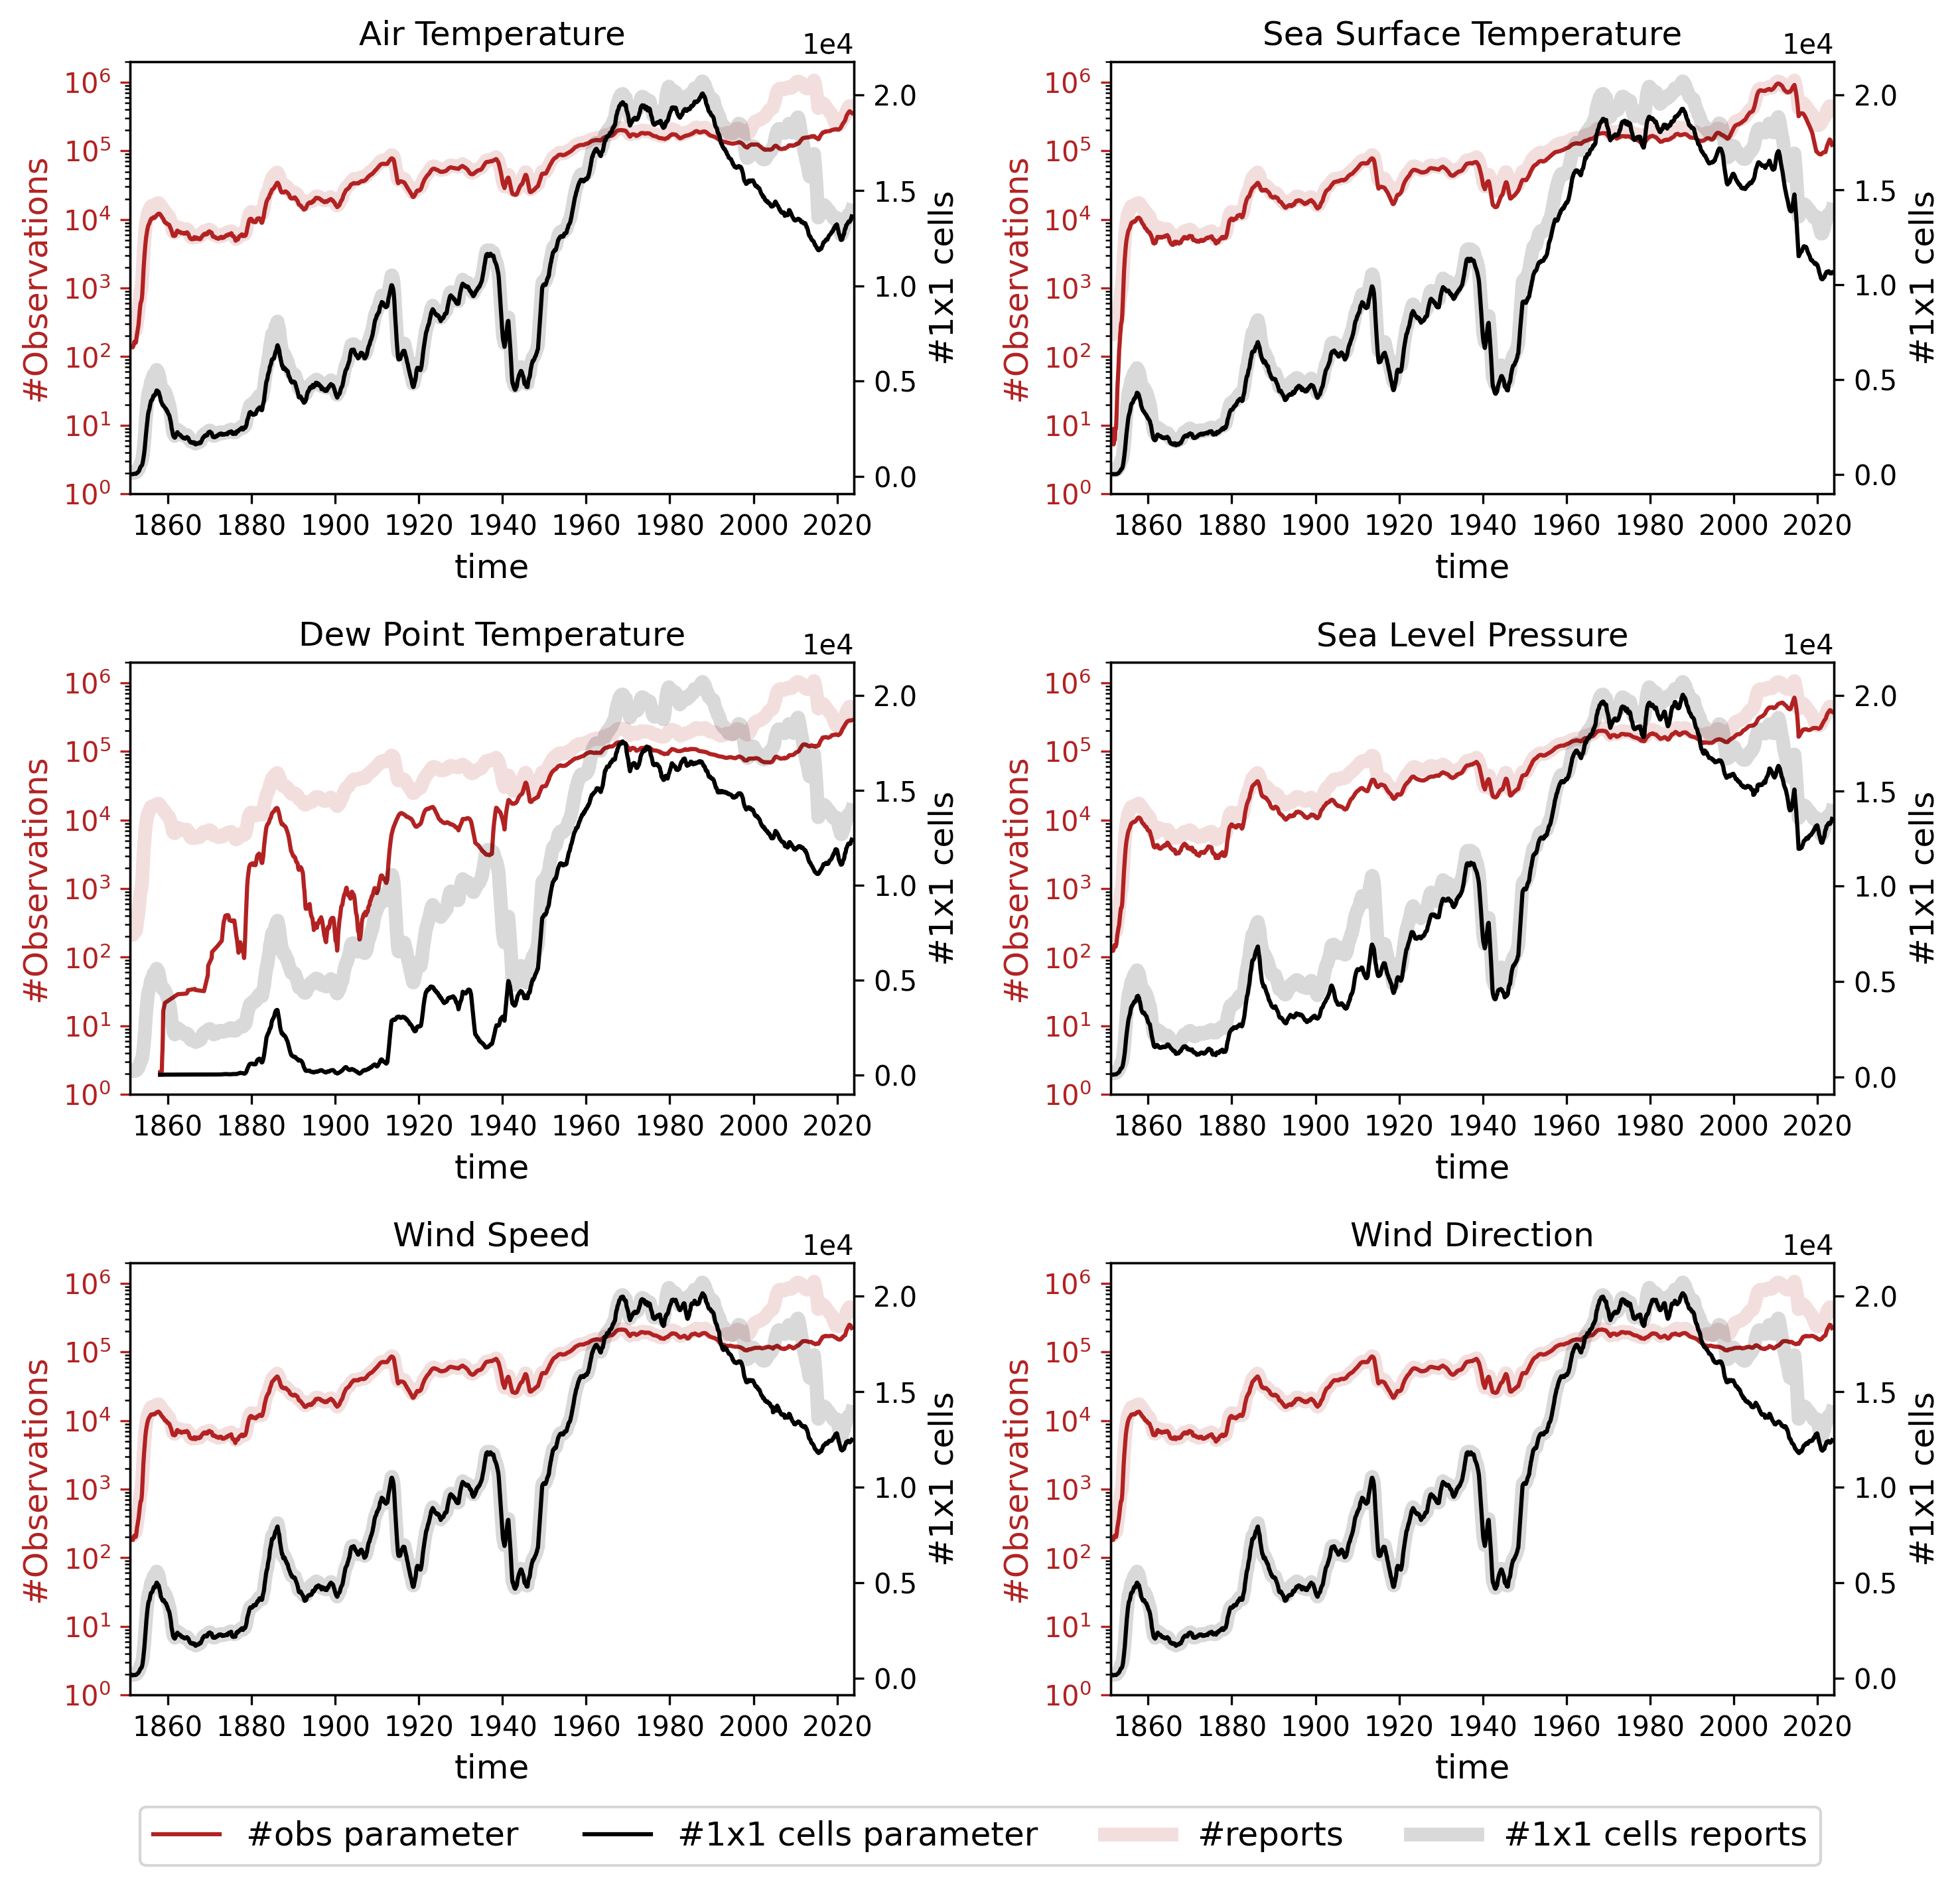 Air Temperature
1e4
#Observations
10^6
10^5
10^4
10^3
10^2
10^1
10^0
2.0
1.5
1.0
0.5
0.0
#1x1 cells
1860 1880 1900 1920 1940 1960 1980 2000 2020
time
Sea Surface Temperature
1e4
#Observations
10^6
10^5
10^4
10^3
10^2
10^1
10^0
2.0
1.5
1.0
0.5
0.0
#1x1 cells
1860 1880 1900 1920 1940 1960 1980 2000 2020
time
Dew Point Temperature
1e4
#Observations
10^6
10^5
10^4
10^3
10^2
10^1
10^0
2.0
1.5
1.0
0.5
0.0
#1x1 cells
1860 1880 1900 1920 1940 1960 1980 2000 2020
time
Sea Level Pressure
1e4
#Observations
10^6
10^5
10^4
10^3
10^2
10^1
10^0
2.0
1.5
1.0
0.5
0.0
#1x1 cells
1860 1880 1900 1920 1940 1960 1980 2000 2020
time
Wind Speed
1e4
#Observations
10^6
10^5
10^4
10^3
10^2
10^1
10^0
2.0
1.5
1.0
0.5
0.0
#1x1 cells
1860 1880 1900 1920 1940 1960 1980 2000 2020
time
Wind Direction
1e4
#Observations
10^6
10^5
10^4
10^3
10^2
10^1
10^0
2.0
1.5
1.0
0.5
0.0
#1x1 cells
1860 1880 1900 1920 1940 1960 1980 2000 2020
time
#obs parameter #1x1 cells parameter #reports #1x1 cells reports